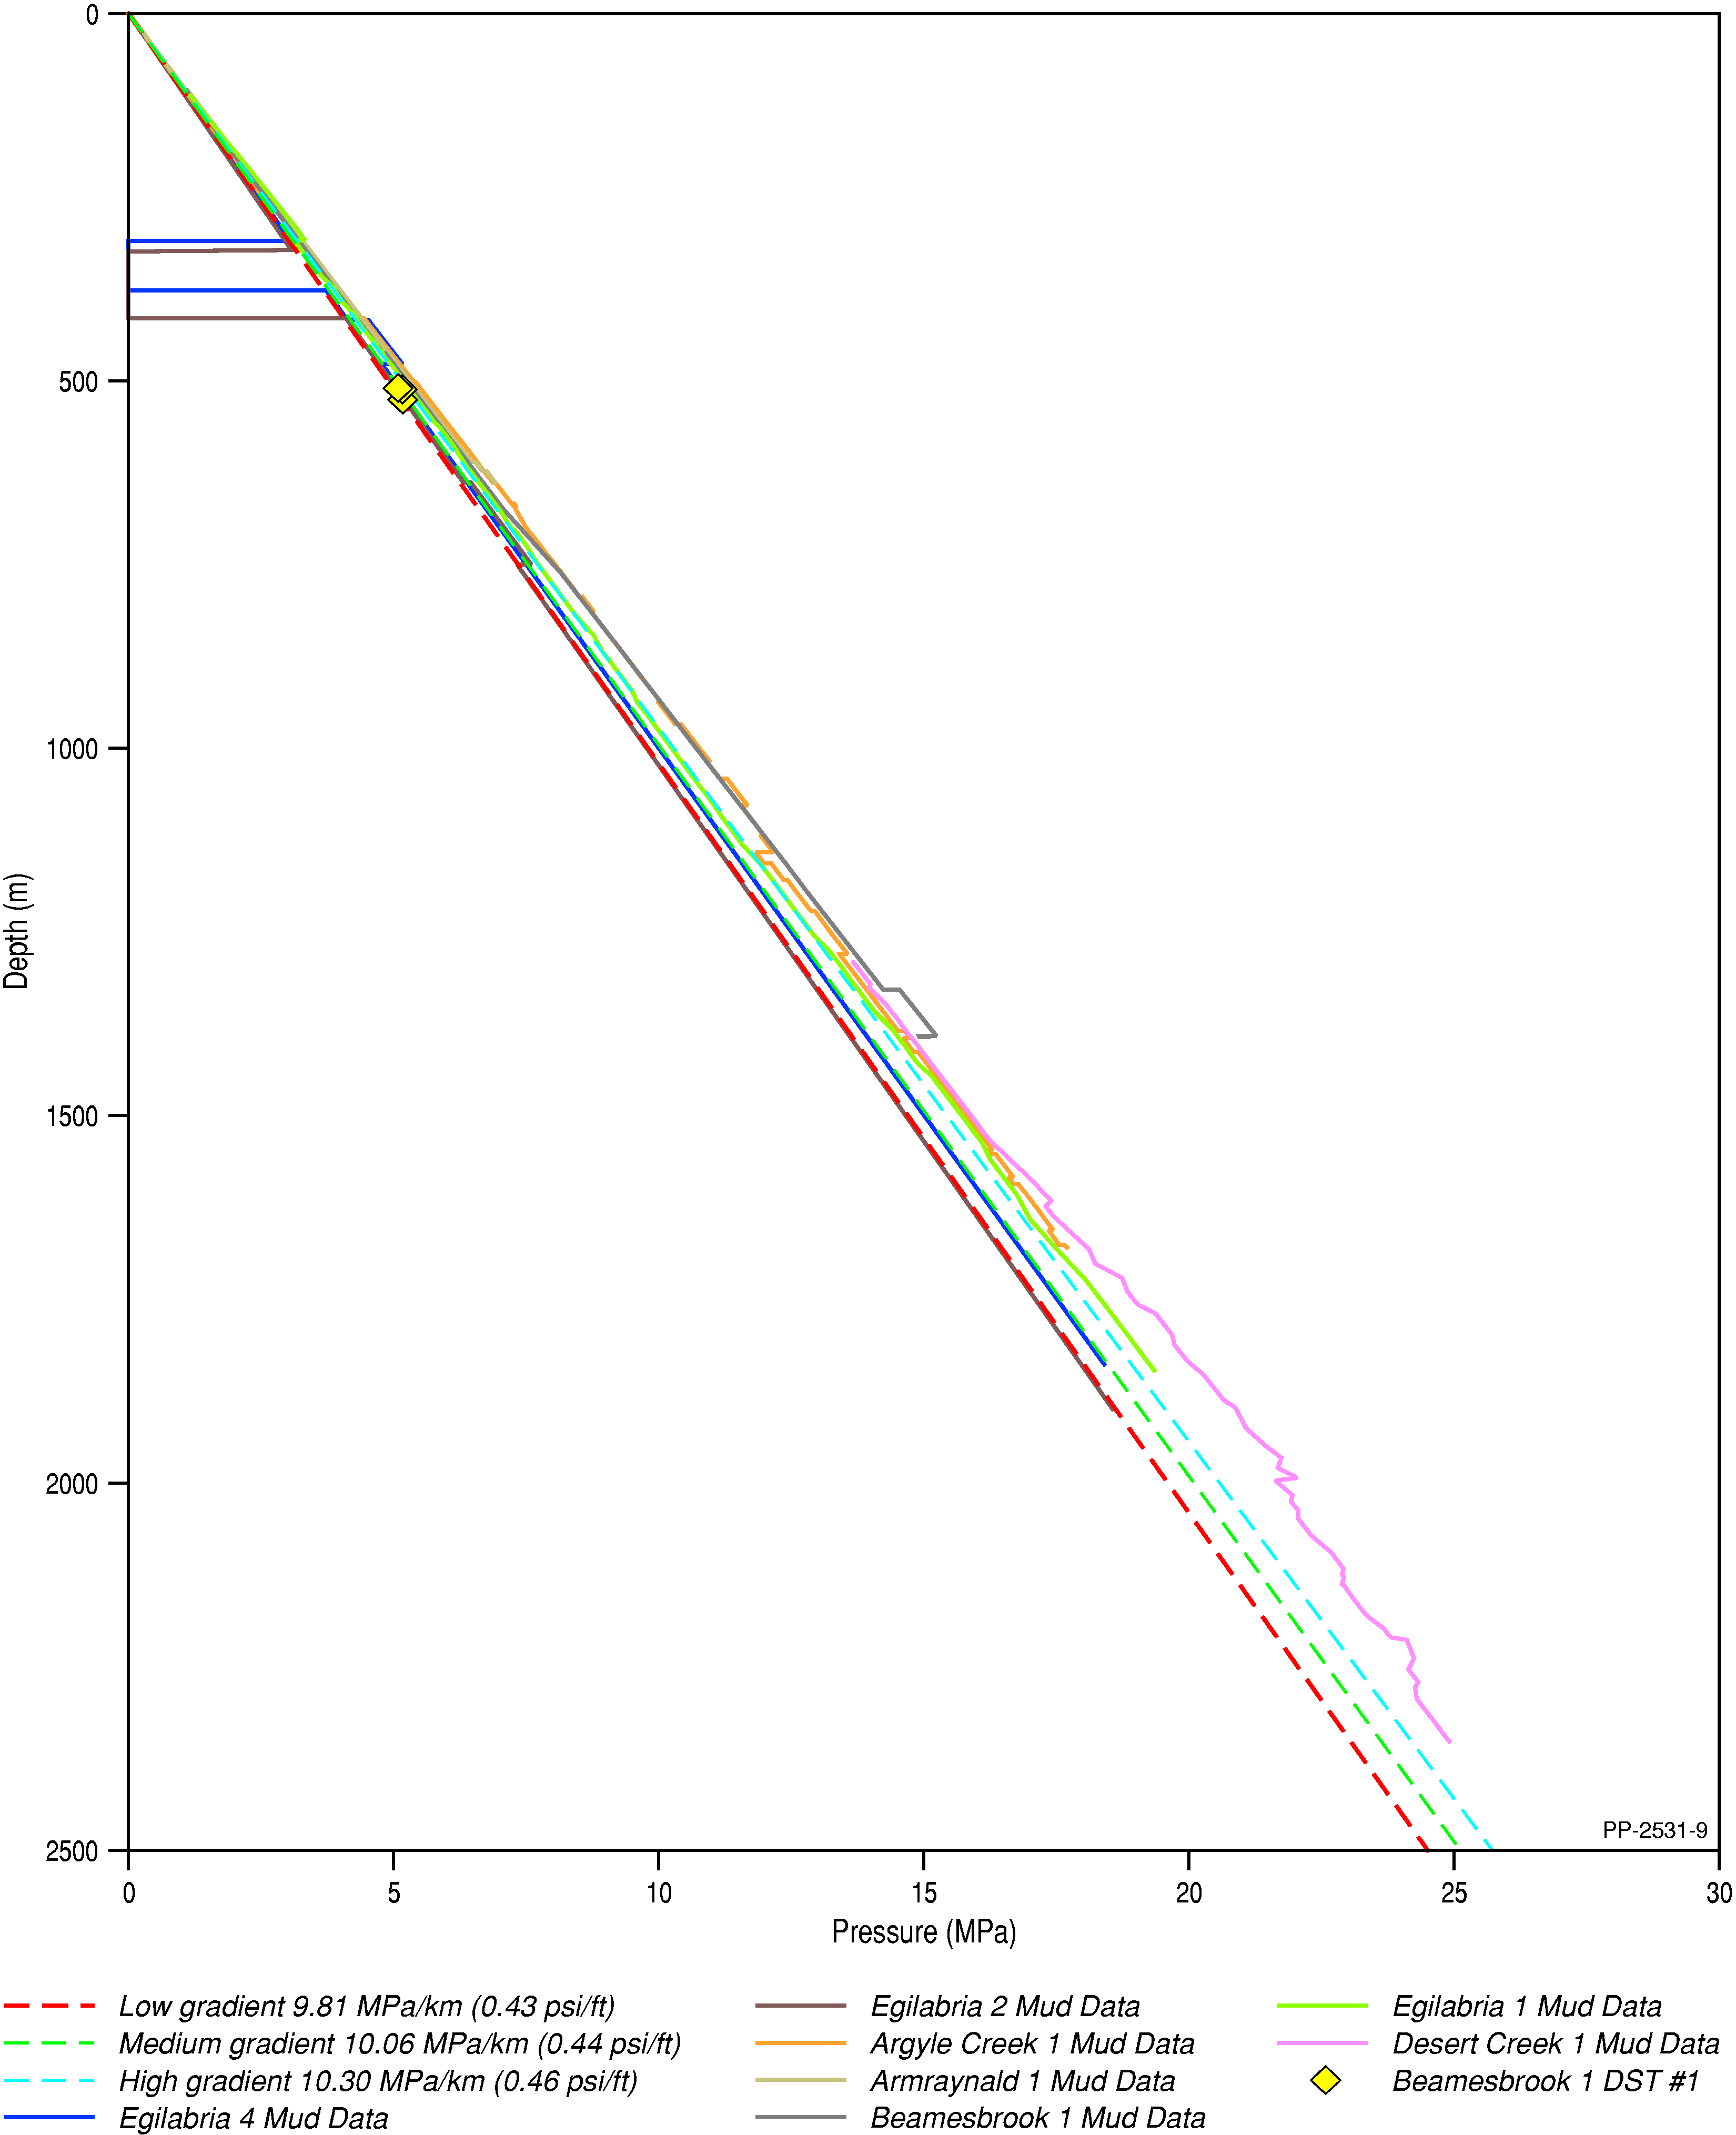 0
500
1000
1500
2000
2500
Depth (m)
PP-2531-9
0 5 10 15 20 25 30
Pressure (MPa)
Low gradient 9.81 MPa/km (0.43 psi/ft)
Medium gradient 10.06 MPa/km (0.44 psi/ft)
High gradient 10.30 MPa/km (0.46 psi/ft)
Egilabria 4 Mud Data
Egilabria 2 Mud Data
Argyle Creek 1 Mud Data
Armraynald 1 Mud Data
Beamesbrook 1 Mud Data
Egilabria 1 Mud Data
Desert Creek 1 Mud Data
Beamesbrook 1 DST #1